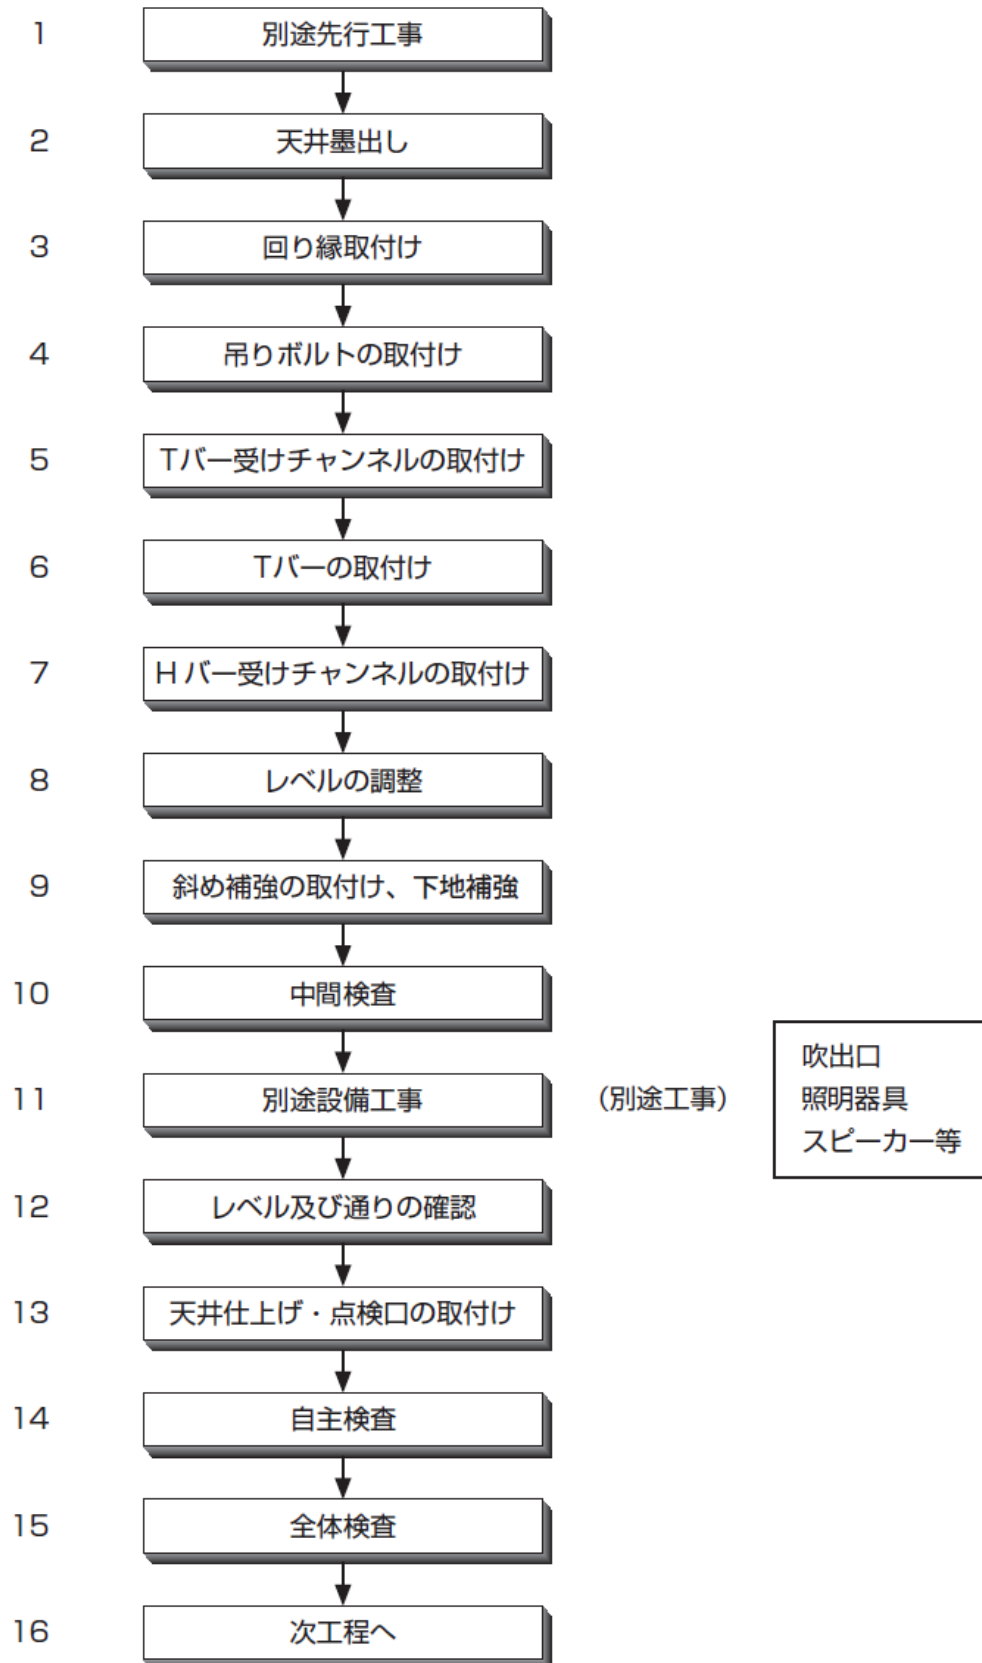 1 別途先行工事
2 天井墨出し
3 回り縁取付け
4 吊りボルトの取付け
5 Tバー受けチャンネルの取付け
6 Tバーの取付け
7 Hバー受けチャンネルの取付け
8 レベルの調整
9 斜め補強の取付け、下地補強
10 中間検査
11 別途設備工事 (別途工事)
吹出口
照明器具
スピーカー等
12 レベル及び通りの確認
13 天井仕上げ・点検口の取付け
14 自主検査
15 全体検査
16 次工程へ